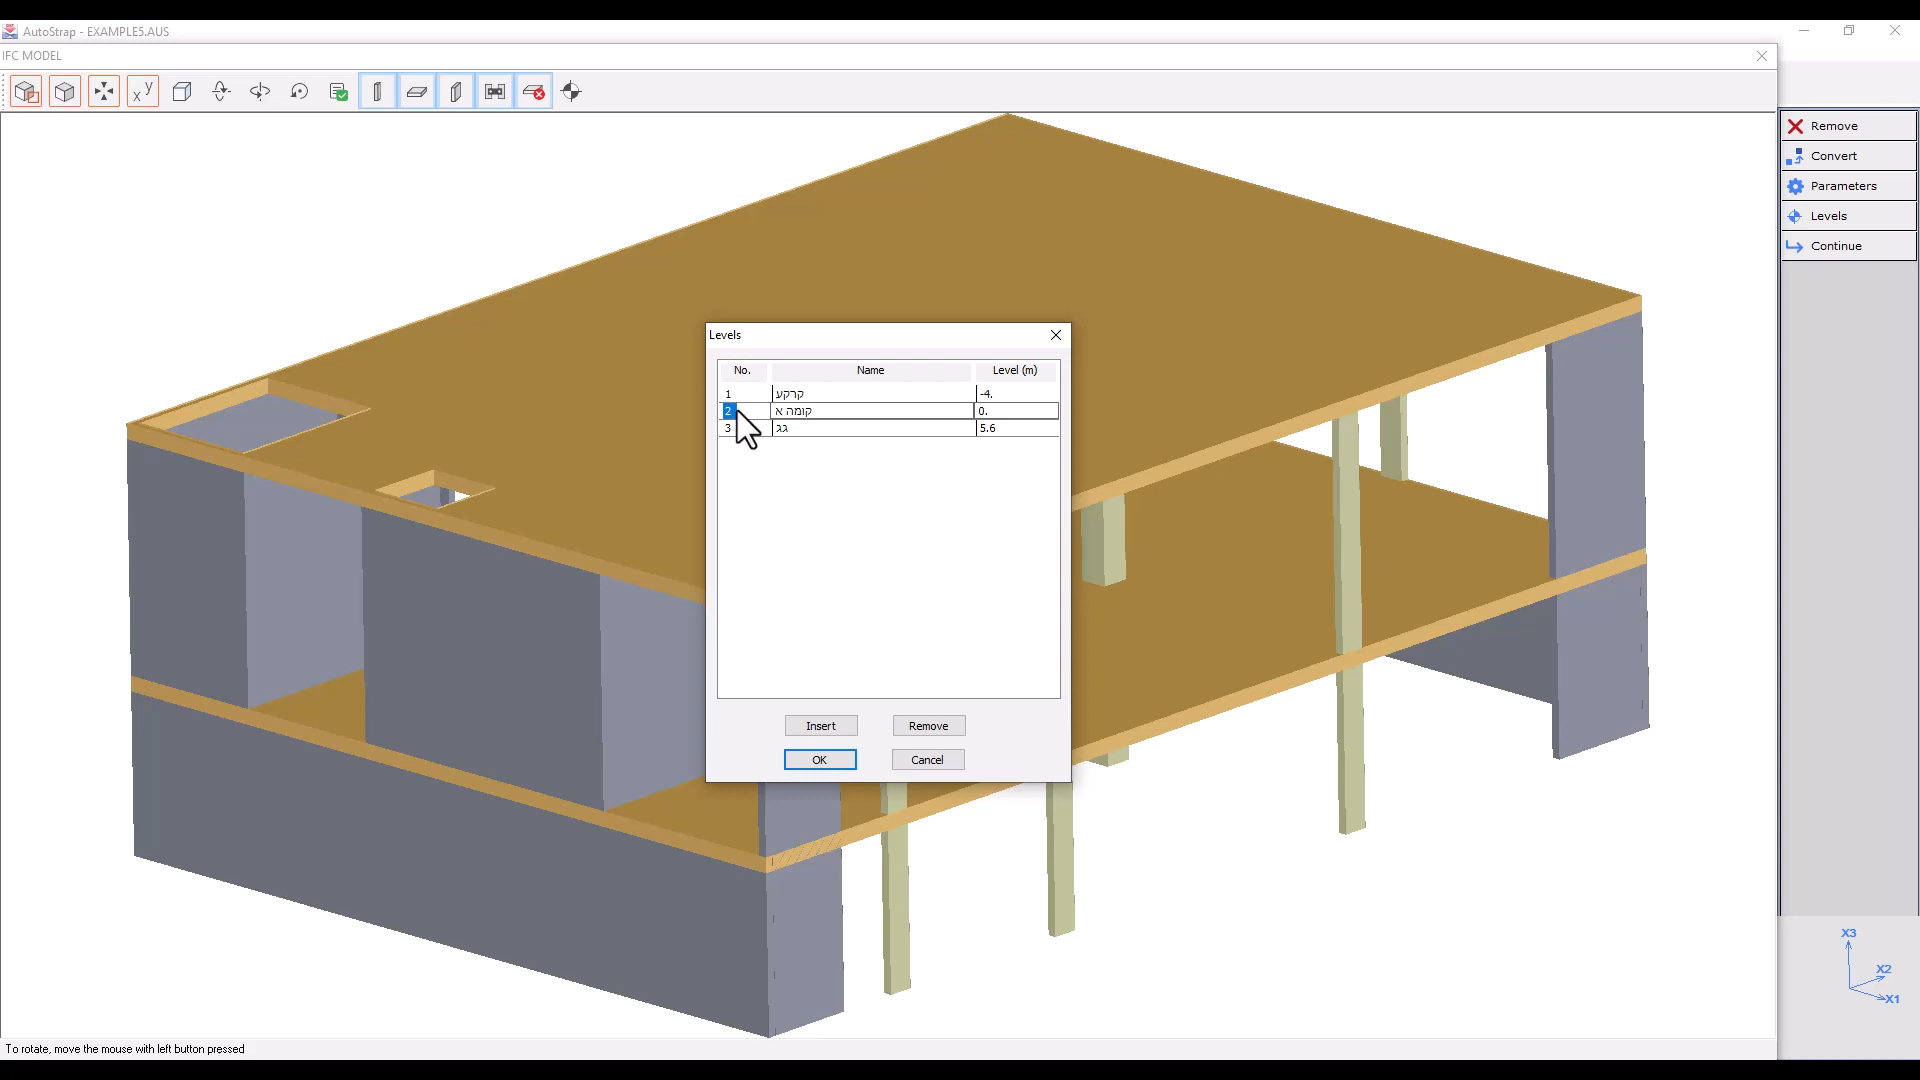 AutoStrap - EXAMPLE5.AUS
IFC MODEL
x y
Remove
Convert
Parameters
Levels
Continue
Levels
No. Name Level (m)
1 קרקע -4.
2 קומה א 0.
3 גג 5.6
Insert Remove
OK Cancel
X3
X2
X1
To rotate, move the mouse with left button pressed